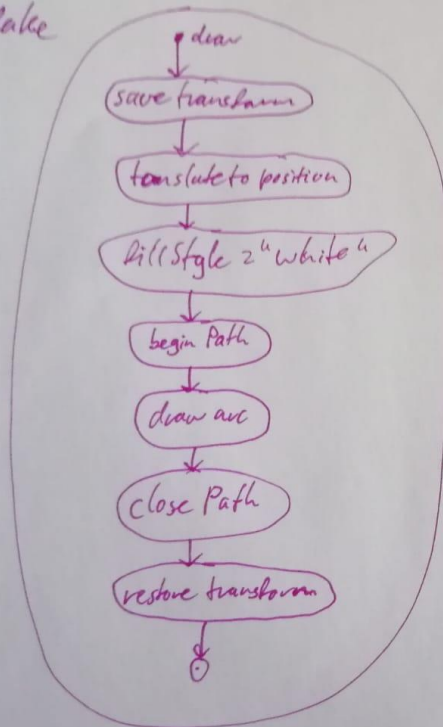 draw
save transform
translate to position
fillStyle = "white"
begin Path
draw arc
close Path
restore transform